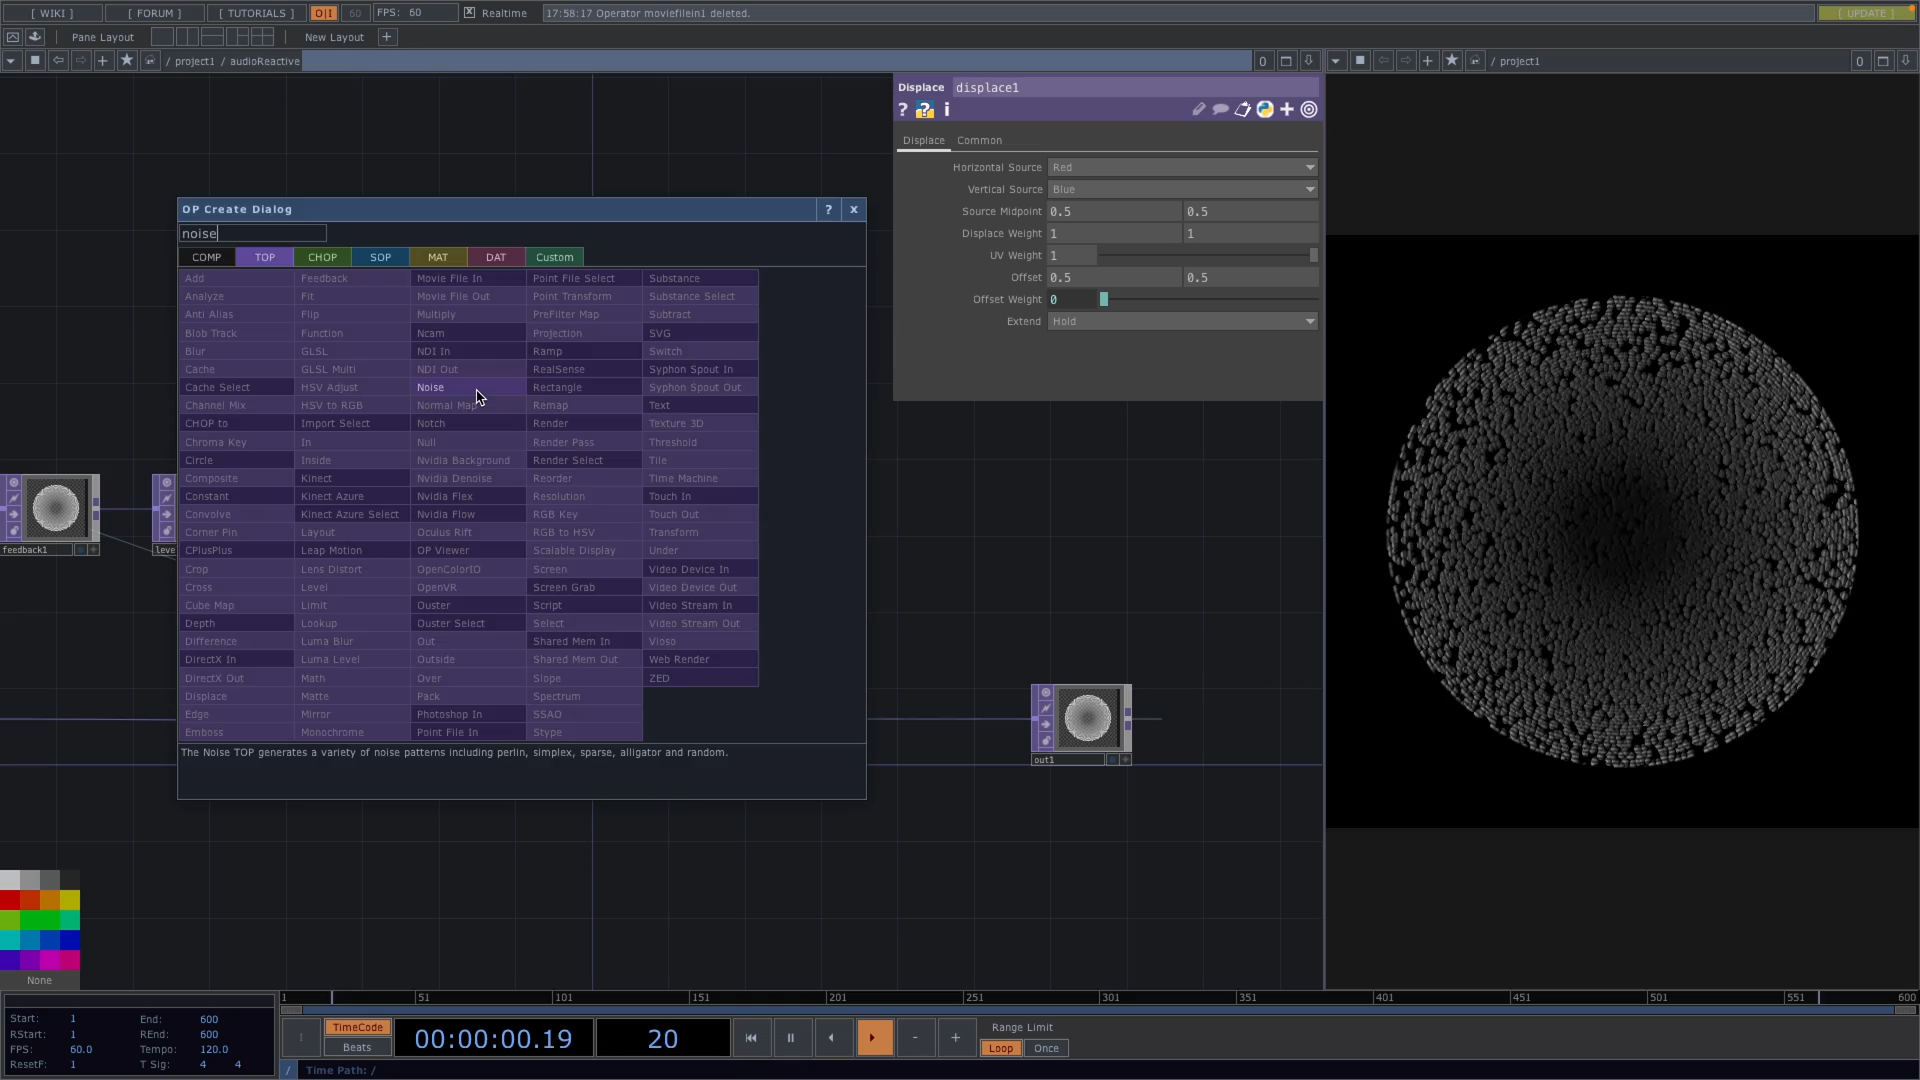 [ WIKI ] [ FORUM ] [ TUTORIALS ] O|I 60 FPS: 60 Realtime 17:58:17 Operator moviefilein1 deleted. [ UPDATE ]
Pane Layout New Layout +
/ project1 / audioReactive 0 / project1 0
Displace displace1
? ? i
Displace Common
Horizontal Source Red
Vertical Source Blue
Source Midpoint 0.5 0.5
Displace Weight 1 1
UV Weight 1
Offset 0.5 0.5
Offset Weight 0
Extend Hold
OP Create Dialog ? x
noise
COMP TOP CHOP SOP MAT DAT Custom
Add Feedback Movie File In Point File Select Substance
Analyze Fit Movie File Out Point Transform Substance Select
Anti Alias Flip Multiply PreFilter Map Subtract
Blob Track Function Ncam Projection SVG
Blur GLSL NDI In Ramp Switch
Cache GLSL Multi NDI Out RealSense Syphon Spout In
Cache Select HSV Adjust Noise Rectangle Syphon Spout Out
Channel Mix HSV to RGB Normal Map Remap Text
CHOP to Import Select Notch Render Texture 3D
Chroma Key In Null Render Pass Threshold
Circle Inside Nvidia Background Render Select Tile
Composite Kinect Nvidia Denoise Reorder Time Machine
Constant Kinect Azure Nvidia Flex Resolution Touch In
Convolve Kinect Azure Select Nvidia Flow RGB Key Touch Out
Corner Pin Layout Oculus Rift RGB to HSV Transform
CPlusPlus Leap Motion OP Viewer Scalable Display Under
Crop Lens Distort OpenColorIO Screen Video Device In
Cross Level OpenVR Screen Grab Video Device Out
Cube Map Limit Ouster Script Video Stream In
Depth Lookup Ouster Select Select Video Stream Out
Difference Luma Blur Out Shared Mem In Vioso
DirectX In Luma Level Outside Shared Mem Out Web Render
DirectX Out Math Over Slope ZED
Displace Matte Pack Spectrum
Edge Mirror Photoshop In SSAO
Emboss Monochrome Point File In Stype
The Noise TOP generates a variety of noise patterns including perlin, simplex, sparse, alligator and random.
feedback1 leve
out1
None
1 51 101 151 201 251 301 351 401 451 501 551 600
Start: 1 End: 600
RStart: 1 REnd: 600
FPS: 60.0 Tempo: 120.0
ResetF: 1 T Sig: 4 4
TimeCode
Beats
00:00:00.19 20 - +
Range Limit
Loop Once
/ Time Path: /